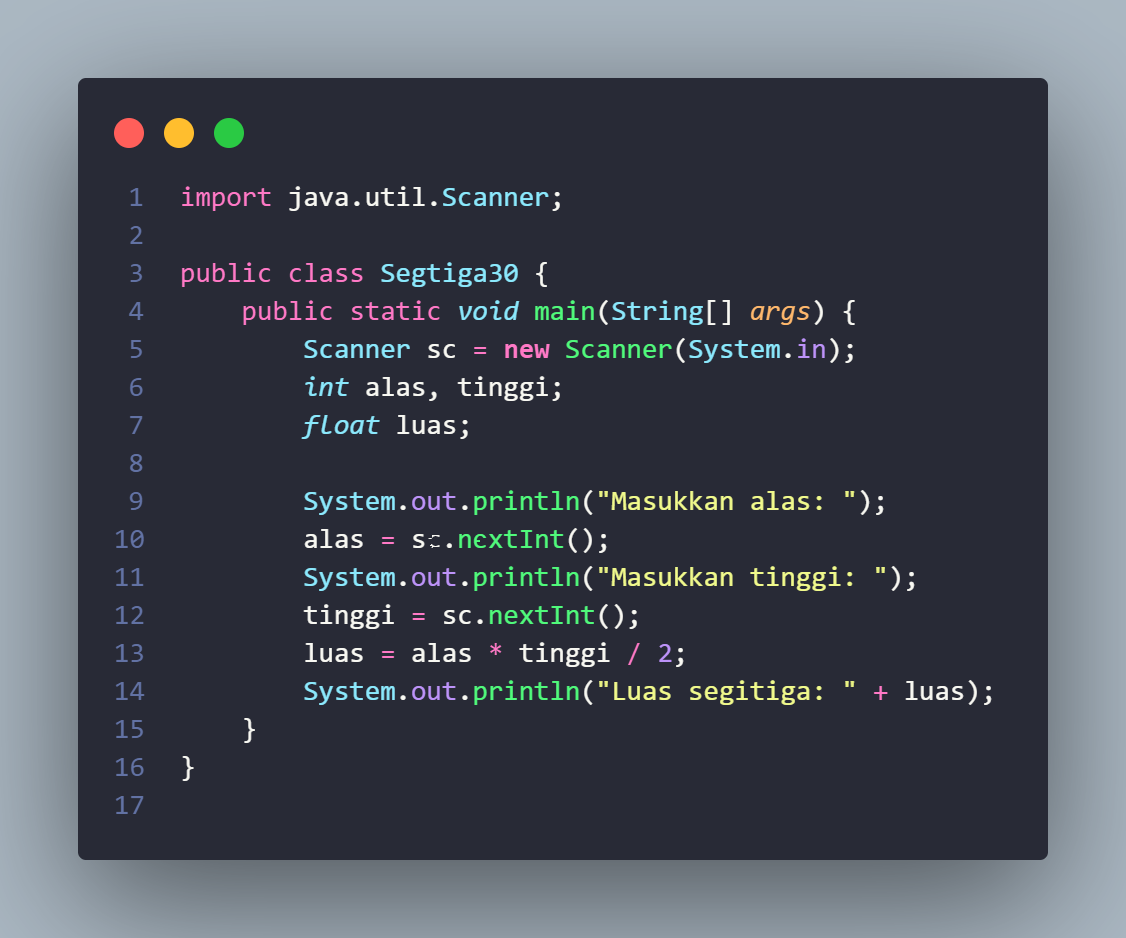 1 import java.util.Scanner;
2
3 public class Segtiga30 {
4     public static void main(String[] args) {
5         Scanner sc = new Scanner(System.in);
6         int alas, tinggi;
7         float luas;
8
9         System.out.println("Masukkan alas: ");
10         alas = sc.nextInt();
11         System.out.println("Masukkan tinggi: ");
12         tinggi = sc.nextInt();
13         luas = alas * tinggi / 2;
14         System.out.println("Luas segitiga: " + luas);
15     }
16 }
17